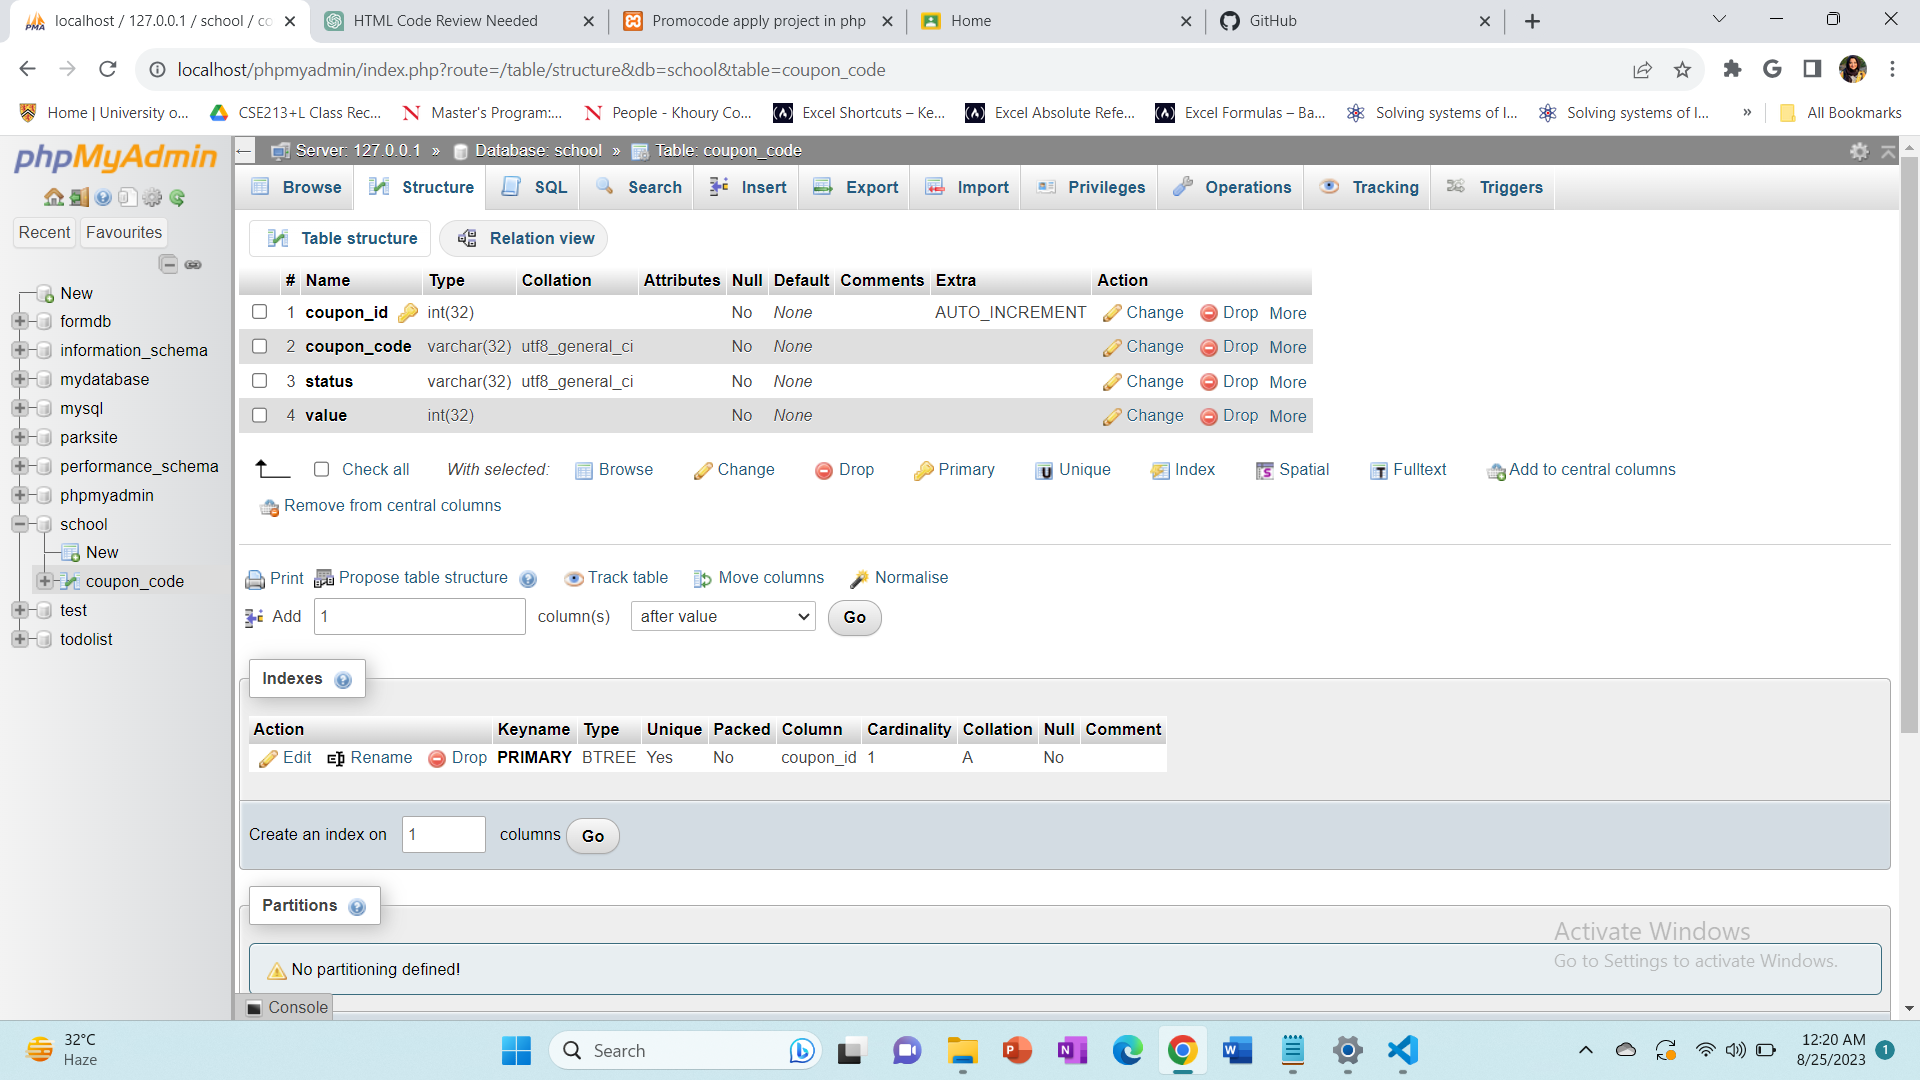 localhost / 127.0.0.1 / school / co
HTML Code Review Needed
Promocode apply project in php
Home
GitHub
localhost/phpmyadmin/index.php?route=/table/structure&db=school&table=coupon_code
Home | University o...
CSE213+L Class Rec...
Master's Program:...
People - Khoury Co...
Excel Shortcuts – Ke...
Excel Absolute Refe...
Excel Formulas – Ba...
Solving systems of l...
Solving systems of l...
»
All Bookmarks
phpMyAdmin
Recent
Favourites
New
formdb
information_schema
mydatabase
mysql
parksite
performance_schema
phpmyadmin
school
New
coupon_code
test
todolist
Server: 127.0.0.1 » Database: school » Table: coupon_code
Browse Structure SQL Search Insert Export Import Privileges Operations Tracking Triggers
Table structure Relation view
# Name Type Collation Attributes Null Default Comments Extra Action
1 coupon_id int(32) No None AUTO_INCREMENT Change Drop More
2 coupon_code varchar(32) utf8_general_ci No None Change Drop More
3 status varchar(32) utf8_general_ci No None Change Drop More
4 value int(32) No None Change Drop More
Check all With selected: Browse Change Drop Primary Unique Index Spatial Fulltext Add to central columns
Remove from central columns
Print Propose table structure Track table Move columns Normalise
Add 1 column(s) after value Go
Indexes
Action Keyname Type Unique Packed Column Cardinality Collation Null Comment
Edit Rename Drop PRIMARY BTREE Yes No coupon_id 1 A No
Create an index on 1 columns Go
Partitions
No partitioning defined!
Activate Windows
Go to Settings to activate Windows.
Console
32°C
Haze
Search
12:20 AM
8/25/2023
1